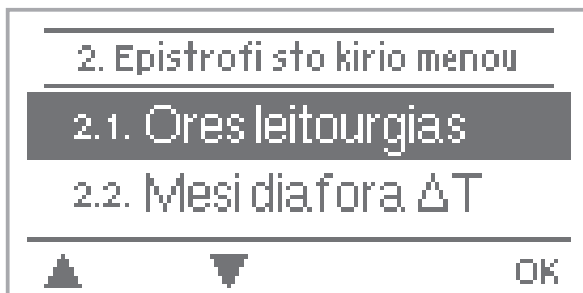 2. Epistrofi sto kirio menou
2.1. Ores leitourgias
2.2. Mesi diafora ΔT
OK